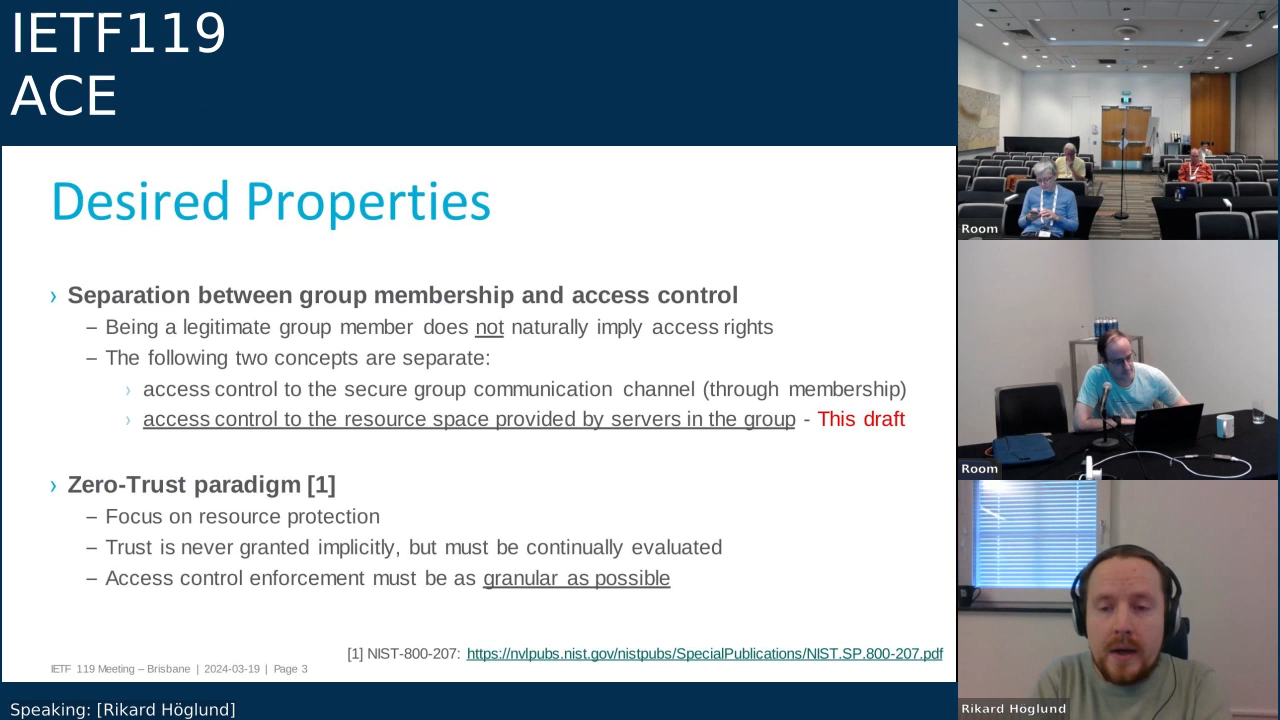 IETF119
ACE
Desired Properties
› Separation between group membership and access control
– Being a legitimate group member does not naturally imply access rights
– The following two concepts are separate:
› access control to the secure group communication channel (through membership)
› access control to the resource space provided by servers in the group - This draft
› Zero-Trust paradigm [1]
– Focus on resource protection
– Trust is never granted implicitly, but must be continually evaluated
– Access control enforcement must be as granular as possible
[1] NIST-800-207: https://nvlpubs.nist.gov/nistpubs/SpecialPublications/NIST.SP.800-207.pdf
IETF 119 Meeting – Brisbane | 2024-03-19 | Page 3
Speaking: [Rikard Höglund]
Room
Room
Rikard Höglund